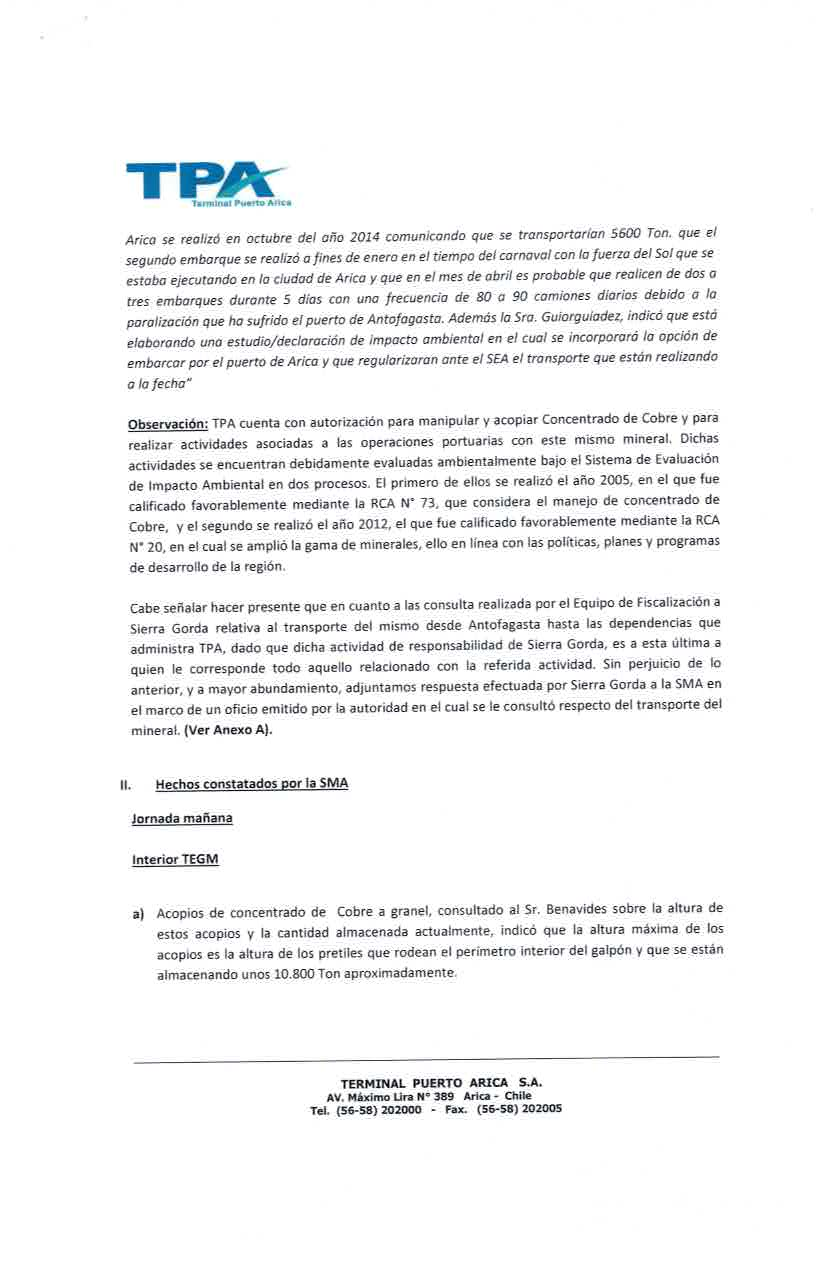 TPA
Terminal Puerto Arica
Arica se realizó en octubre del año 2014 comunicando que se transportarían 5600 Ton. que el
segundo embarque se realizó a fines de enero en el tiempo del carnaval con la fuerza del Sol que se
estaba ejecutando en la ciudad de Arica y que en el mes de abril es probable que realicen de dos a
tres embarques durante 5 días con una frecuencia de 80 a 90 camiones diarios debido a la
paralización que ha sufrido el puerto de Antofagasta. Además la Sra. Guiorguiadez, indicó que está
elaborando una estudio/declaración de impacto ambiental en el cual se incorporará la opción de
embarcar por el puerto de Arica y que regularizaran ante el SEA el transporte que están realizando
a la fecha"
Observación: TPA cuenta con autorización para manipular y acopiar Concentrado de Cobre y para
realizar actividades asociadas a las operaciones portuarias con este mismo mineral. Dichas
actividades se encuentran debidamente evaluadas ambientalmente bajo el Sistema de Evaluación
de Impacto Ambiental en dos procesos. El primero de ellos se realizó el año 2005, en el que fue
calificado favorablemente mediante la RCA N° 73, que considera el manejo de concentrado de
Cobre, y el segundo se realizó el año 2012, el que fue calificado favorablemente mediante la RCA
N° 20, en el cual se amplió la gama de minerales, ello en línea con las políticas, planes y programas
de desarrollo de la región.
Cabe señalar hacer presente que en cuanto a las consulta realizada por el Equipo de Fiscalización a
Sierra Gorda relativa al transporte del mismo desde Antofagasta hasta las dependencias que
administra TPA, dado que dicha actividad de responsabilidad de Sierra Gorda, es a esta última a
quien le corresponde todo aquello relacionado con la referida actividad. Sin perjuicio de lo
anterior, y a mayor abundamiento, adjuntamos respuesta efectuada por Sierra Gorda a la SMA en
el marco de un oficio emitido por la autoridad en el cual se le consultó respecto del transporte del
mineral. (Ver Anexo A).
II. Hechos constatados por la SMA
Jornada mañana
Interior TEGM
a) Acopios de concentrado de Cobre a granel, consultado al Sr. Benavides sobre la altura de
estos acopios y la cantidad almacenada actualmente, indicó que la altura máxima de los
acopios es la altura de los pretiles que rodean el perímetro interior del galpón y que se están
almacenando unos 10.800 Ton aproximadamente.
TERMINAL PUERTO ARICA S.A.
AV. Máximo Lira N° 389 Arica - Chile
Tel. (56-58) 202000 - Fax. (56-58) 202005